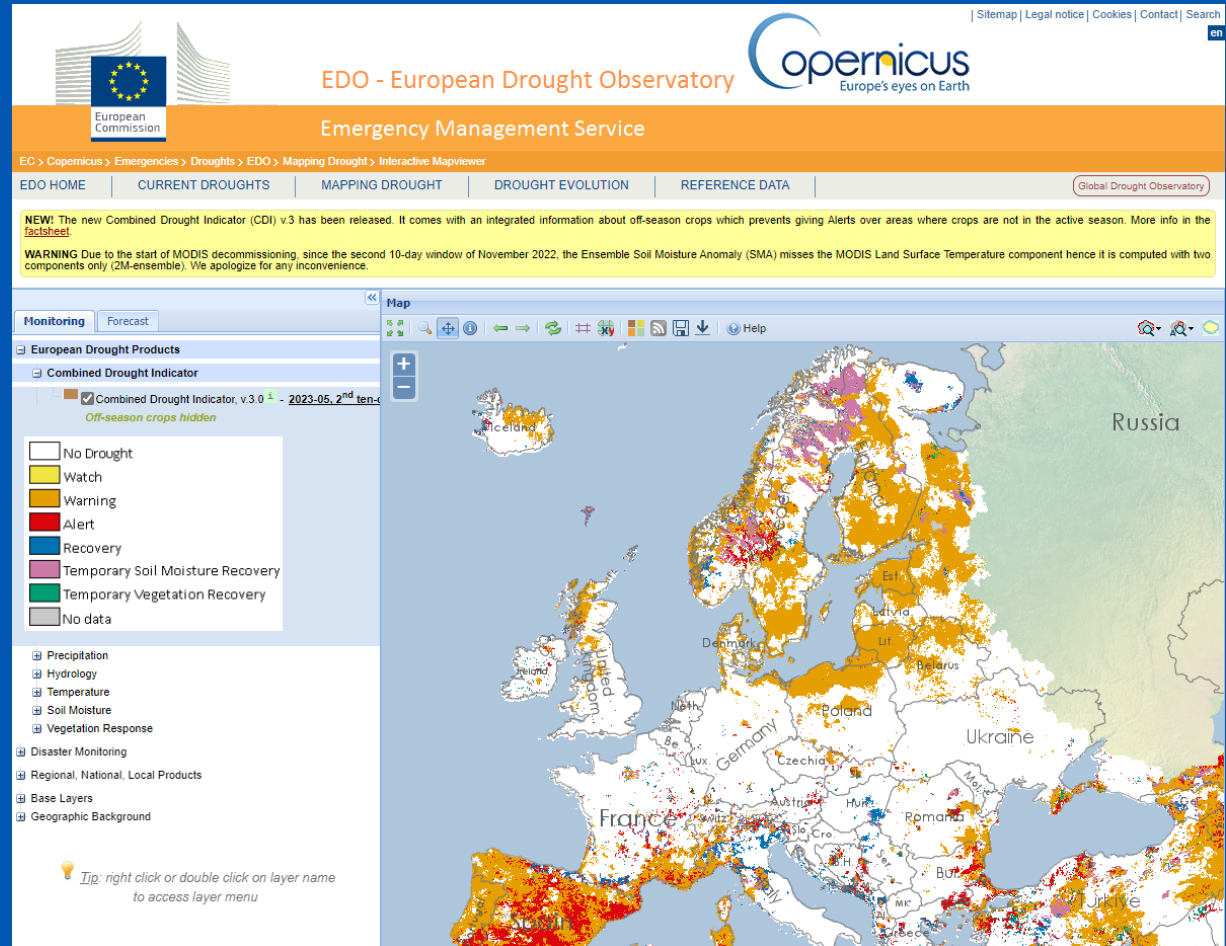 | Sitemap | Legal notice | Cookies | Contact | Search
en
European
Commission
EDO - European Drought Observatory
opernicus
Europe's eyes on Earth
Emergency Management Service
EC > Copernicus > Emergencies > Droughts > EDO > Mapping Drought > Interactive Mapviewer
EDO HOME
CURRENT DROUGHTS
MAPPING DROUGHT
DROUGHT EVOLUTION
REFERENCE DATA
Global Drought Observatory
NEW! The new Combined Drought Indicator (CDI) v.3 has been released. It comes with an integrated information about off-season crops which prevents giving Alerts over areas where crops are not in the active season. More info in the
factsheet.
WARNING Due to the start of MODIS decommissioning, since the second 10-day window of November 2022, the Ensemble Soil Moisture Anomaly (SMA) misses the MODIS Land Surface Temperature component hence it is computed with two
components only (2M-ensemble). We apologize for any inconvenience.
Monitoring
Forecast
European Drought Products
Combined Drought Indicator
Combined Drought Indicator, v.3.0 i - 2023-05, 2nd ten-
Off-season crops hidden
No Drought
Watch
Warning
Alert
Recovery
Temporary Soil Moisture Recovery
Temporary Vegetation Recovery
No data
Precipitation
Hydrology
Temperature
Soil Moisture
Vegetation Response
Disaster Monitoring
Regional, National, Local Products
Base Layers
Geographic Background
Tip: right click or double click on layer name
to access layer menu
Map
xy
Help
Iceland
Russia
Est.
Latvia
Lit.
Denmark
Belarus
Ireland
United
Kingdom
Neth.
Poland
Germany
Be.
Lux.
Czechia
Ukraine
Mol.
Austria
Hun.
France
Switz.
Slo.
Cro.
Romania
Ge.
B.H.
Bul.
Italy
MK
Türkiye
Spain
Greece